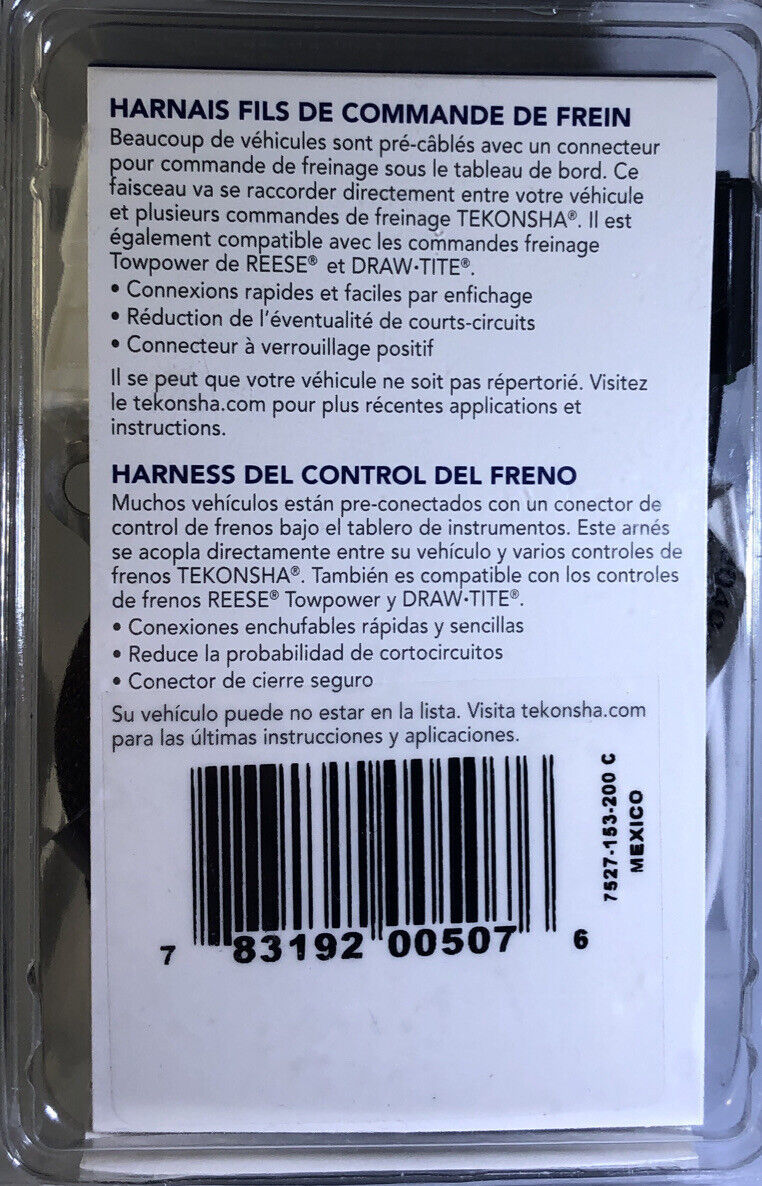 HARNAIS FILS DE COMMANDE DE FREIN
Beaucoup de véhicules sont pré-câblés avec un connecteur
pour commande de freinage sous le tableau de bord. Ce
faisceau va se raccorder directement entre votre véhicule
et plusieurs commandes de freinage TEKONSHA®. Il est
également compatible avec les commandes freinage
Towpower de REESE® et DRAW•TITE®.
• Connexions rapides et faciles par enfichage
• Réduction de l'éventualité de courts-circuits
• Connecteur à verrouillage positif
Il se peut que votre véhicule ne soit pas répertorié. Visitez
le tekonsha.com pour plus récentes applications et
instructions.
HARNESS DEL CONTROL DEL FRENO
Muchos vehículos están pre-conectados con un conector de
control de frenos bajo el tablero de instrumentos. Este arnés
se acopla directamente entre su vehículo y varios controles de
frenos TEKONSHA®. También es compatible con los controles
de frenos REESE® Towpower y DRAW•TITE®.
• Conexiones enchufables rápidas y sencillas
• Reduce la probabilidad de cortocircuitos
• Conector de cierre seguro
Su vehículo puede no estar en la lista. Visita tekonsha.com
para las últimas instrucciones y aplicaciones.
7527-153-200 C
MEXICO
7 83192 00507 6